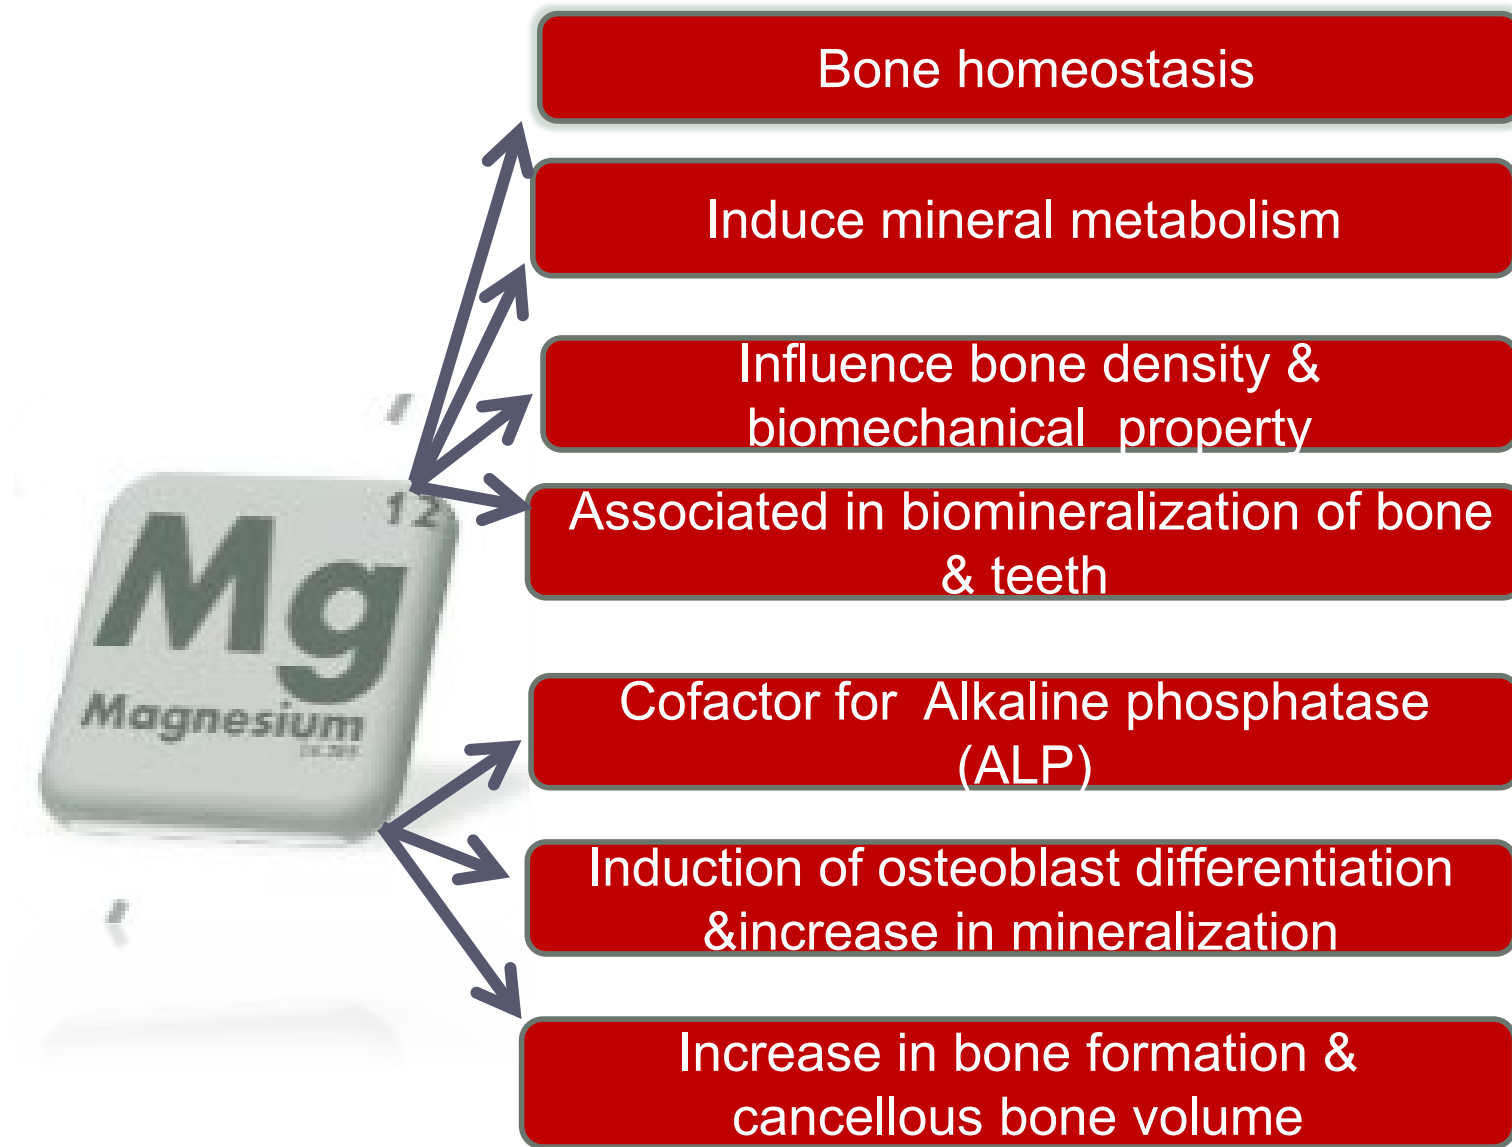 Bone homeostasis
Induce mineral metabolism
Influence bone density &
biomechanical  property
Associated in biomineralization of bone
& teeth
12
Mg
Magnesium
Cofactor for  Alkaline phosphatase
(ALP)
Induction of osteoblast differentiation
&increase in mineralization
Increase in bone formation &
cancellous bone volume